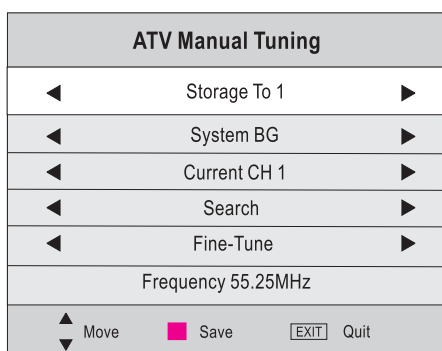 ATV Manual Tuning
Storage To 1
System BG
Current CH 1
Search
Fine-Tune
Frequency 55.25MHz
Move Save EXIT Quit